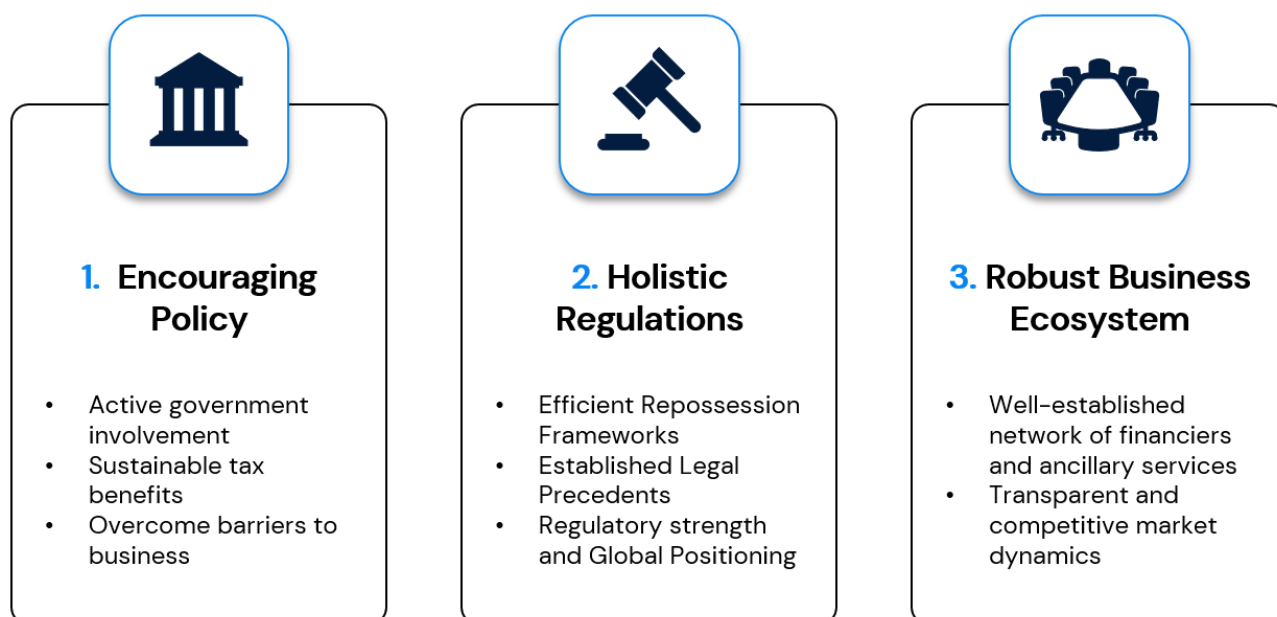 1. Encouraging
Policy
• Active government
involvement
• Sustainable tax
benefits
• Overcome barriers to
business
2. Holistic
Regulations
• Efficient Repossession
Frameworks
• Established Legal
Precedents
• Regulatory strength
and Global Positioning
3. Robust Business
Ecosystem
• Well-established
network of financiers
and ancillary services
• Transparent and
competitive market
dynamics